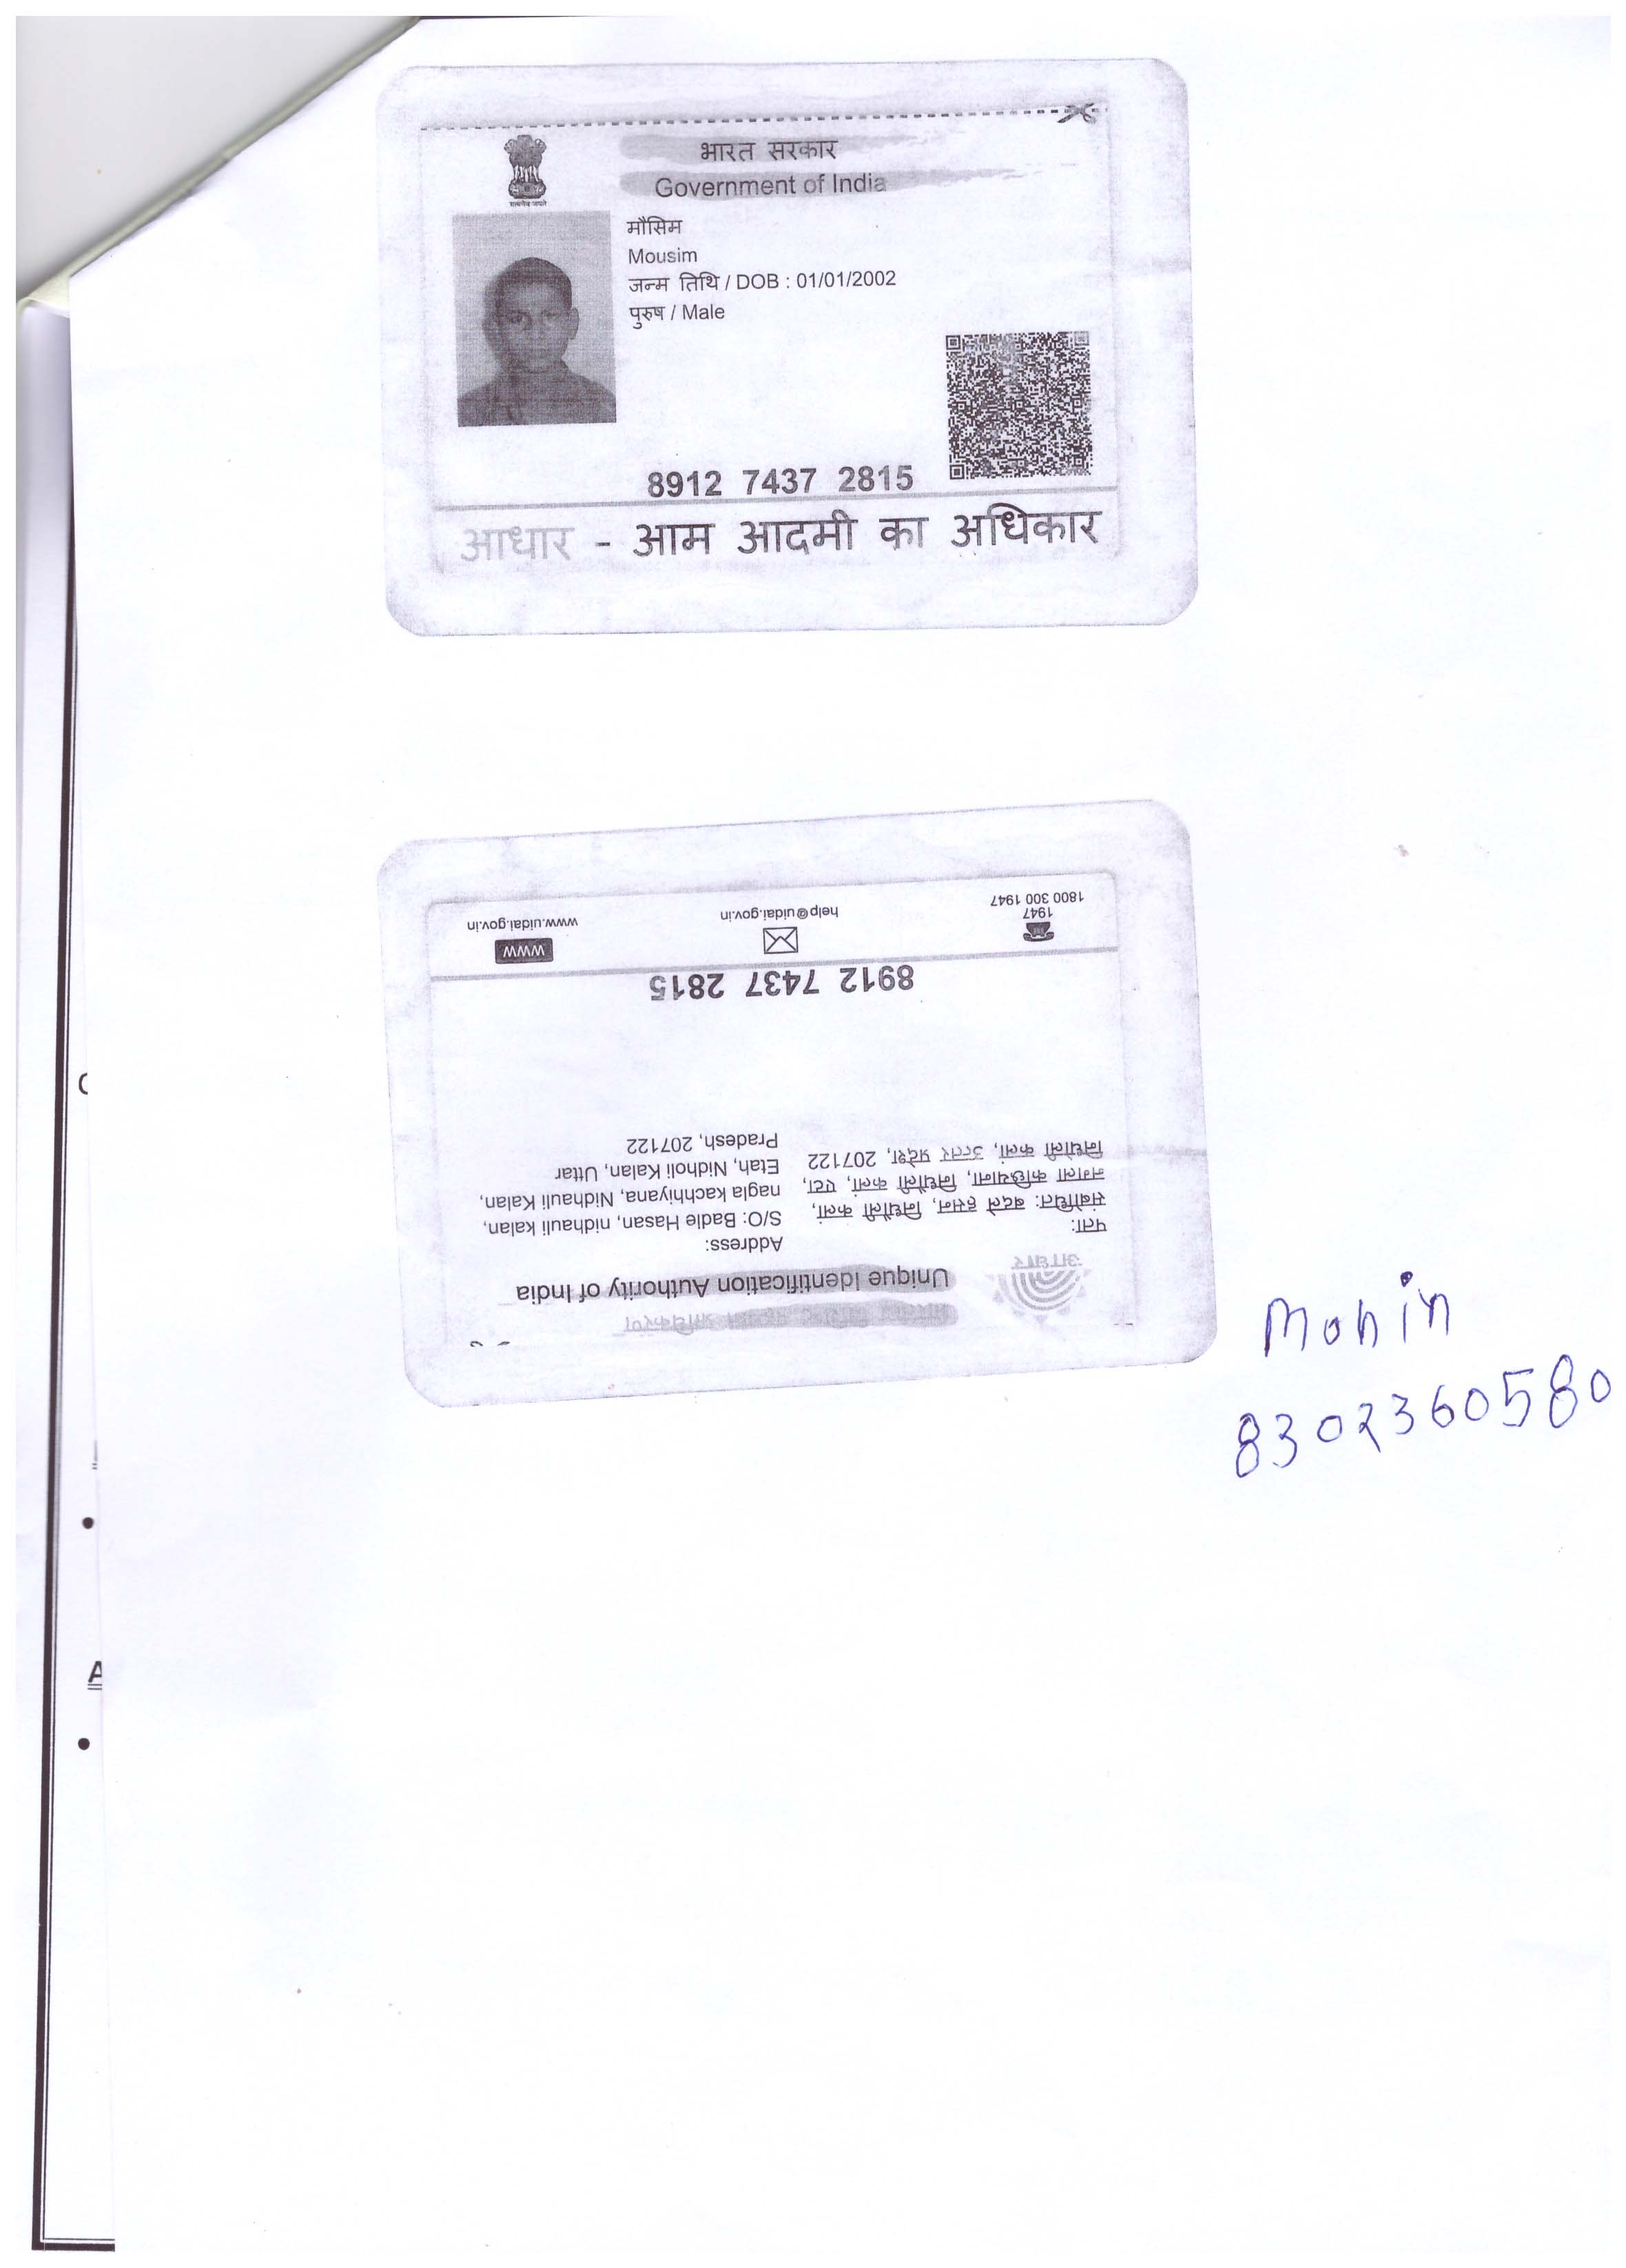 भारत सरकार
Government of India
सत्यमेव जयते
मौसिम
Mousim
जन्म तिथि / DOB : 01/01/2002
पुरुष / Male
8912 7437 2815
आधार - आम आदमी का अधिकार
प्राधिकरण
Unique Identification Authority of India
आधार
पता:
संबोधित: बदले हसन, निधौली कलां,
नगला काछियाना, निधौली कलां, एटा,
निधोली कलां, उत्तर प्रदेश, 207122
Address:
S/O: Badle Hasan, nidhauli kalan,
nagla kachhiyana, Nidhauli Kalan,
Etah, Nidholi Kalan, Uttar
Pradesh, 207122
8912 7437 2815
1947
1800 300 1947
help@uidai.gov.in
www
www.uidai.gov.in
Mohin
8302360580
A